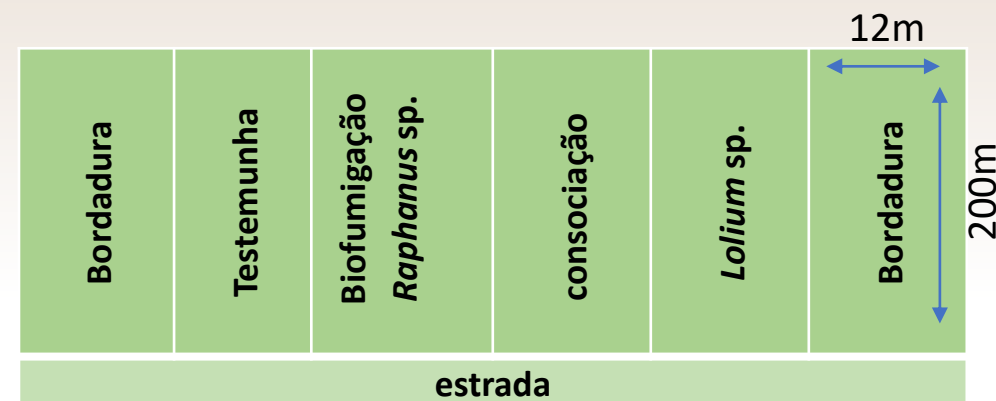 12m
Bordadura
Testemunha
Biofumigação
Raphanus sp.
consociação
Lolium sp.
Bordadura
200m
estrada